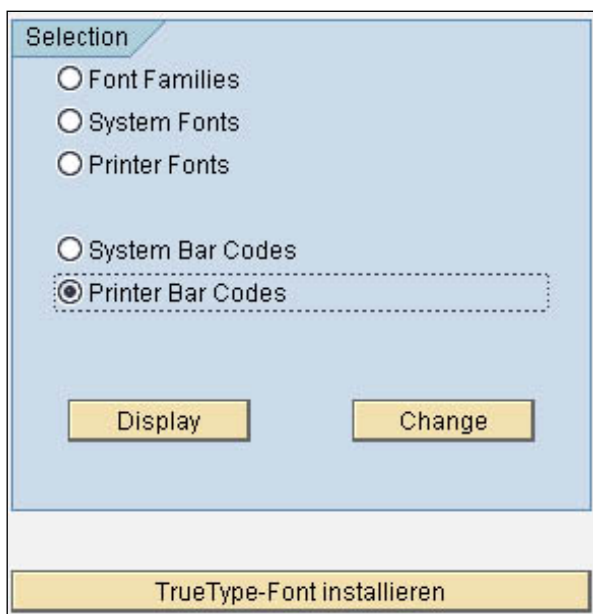 Selection
Font Families
System Fonts
Printer Fonts
System Bar Codes
Printer Bar Codes
Display Change
TrueType-Font installieren